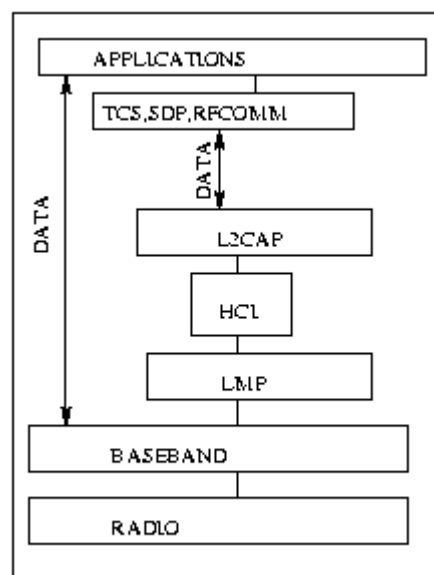 APPLICATIONS
TCS,SDP,RFCOMM
DATA
DATA
L2CAP
HCI
LMP
BASEBAND
RADIO